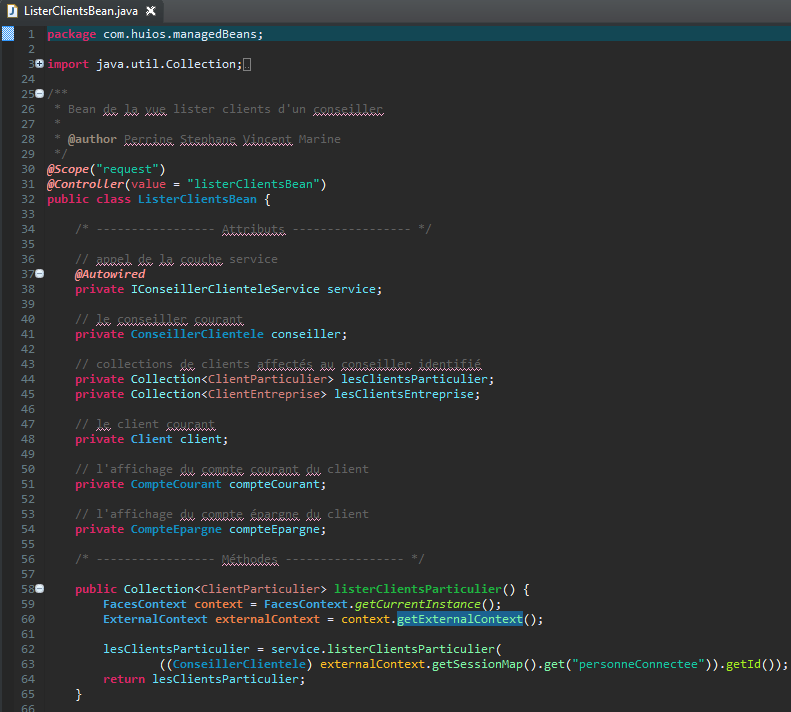 ListerClientsBean.java
1 package com.huios.managedBeans;
2
3 import java.util.Collection;
24
25 /**
26 * Bean de la vue lister clients d'un conseiller
27 *
28 * @author Perrine Stephane Vincent Marine
29 */
30 @Scope("request")
31 @Controller(value = "listerClientsBean")
32 public class ListerClientsBean {
33
34 /* ----------------- Attributs ----------------- */
35
36 // appel de la couche service
37 @Autowired
38 private IConseillerClienteleService service;
39
40 // le conseiller courant
41 private ConseillerClientele conseiller;
42
43 // collections de clients affectés au conseiller identifié
44 private Collection<ClientParticulier> lesClientsParticulier;
45 private Collection<ClientEntreprise> lesClientsEntreprise;
46
47 // le client courant
48 private Client client;
49
50 // l'affichage du compte courant du client
51 private CompteCourant compteCourant;
52
53 // l'affichage du compte épargne du client
54 private CompteEpargne compteEpargne;
55
56 /* ----------------- Méthodes ----------------- */
57
58 public Collection<ClientParticulier> listerClientsParticulier() {
59 FacesContext context = FacesContext.getCurrentInstance();
60 ExternalContext externalContext = context.getExternalContext();
61
62 lesClientsParticulier = service.listerClientsParticulier(
63 ((ConseillerClientele) externalContext.getSessionMap().get("personneConnectee")).getId());
64 return lesClientsParticulier;
65 }
66